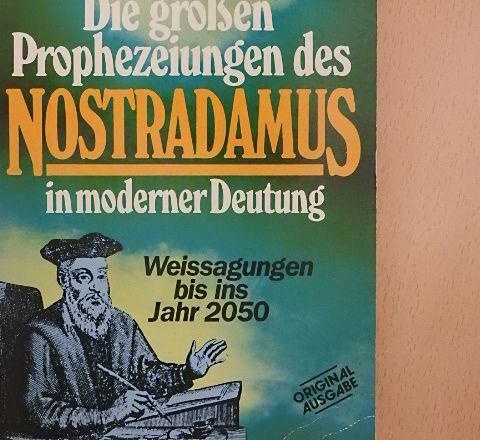 Die großen
Prophezeiungen des
NOSTRADAMUS
in moderner Deutung
Weissagungen
bis ins
Jahr 2050
ORIGINAL
AUSGABE